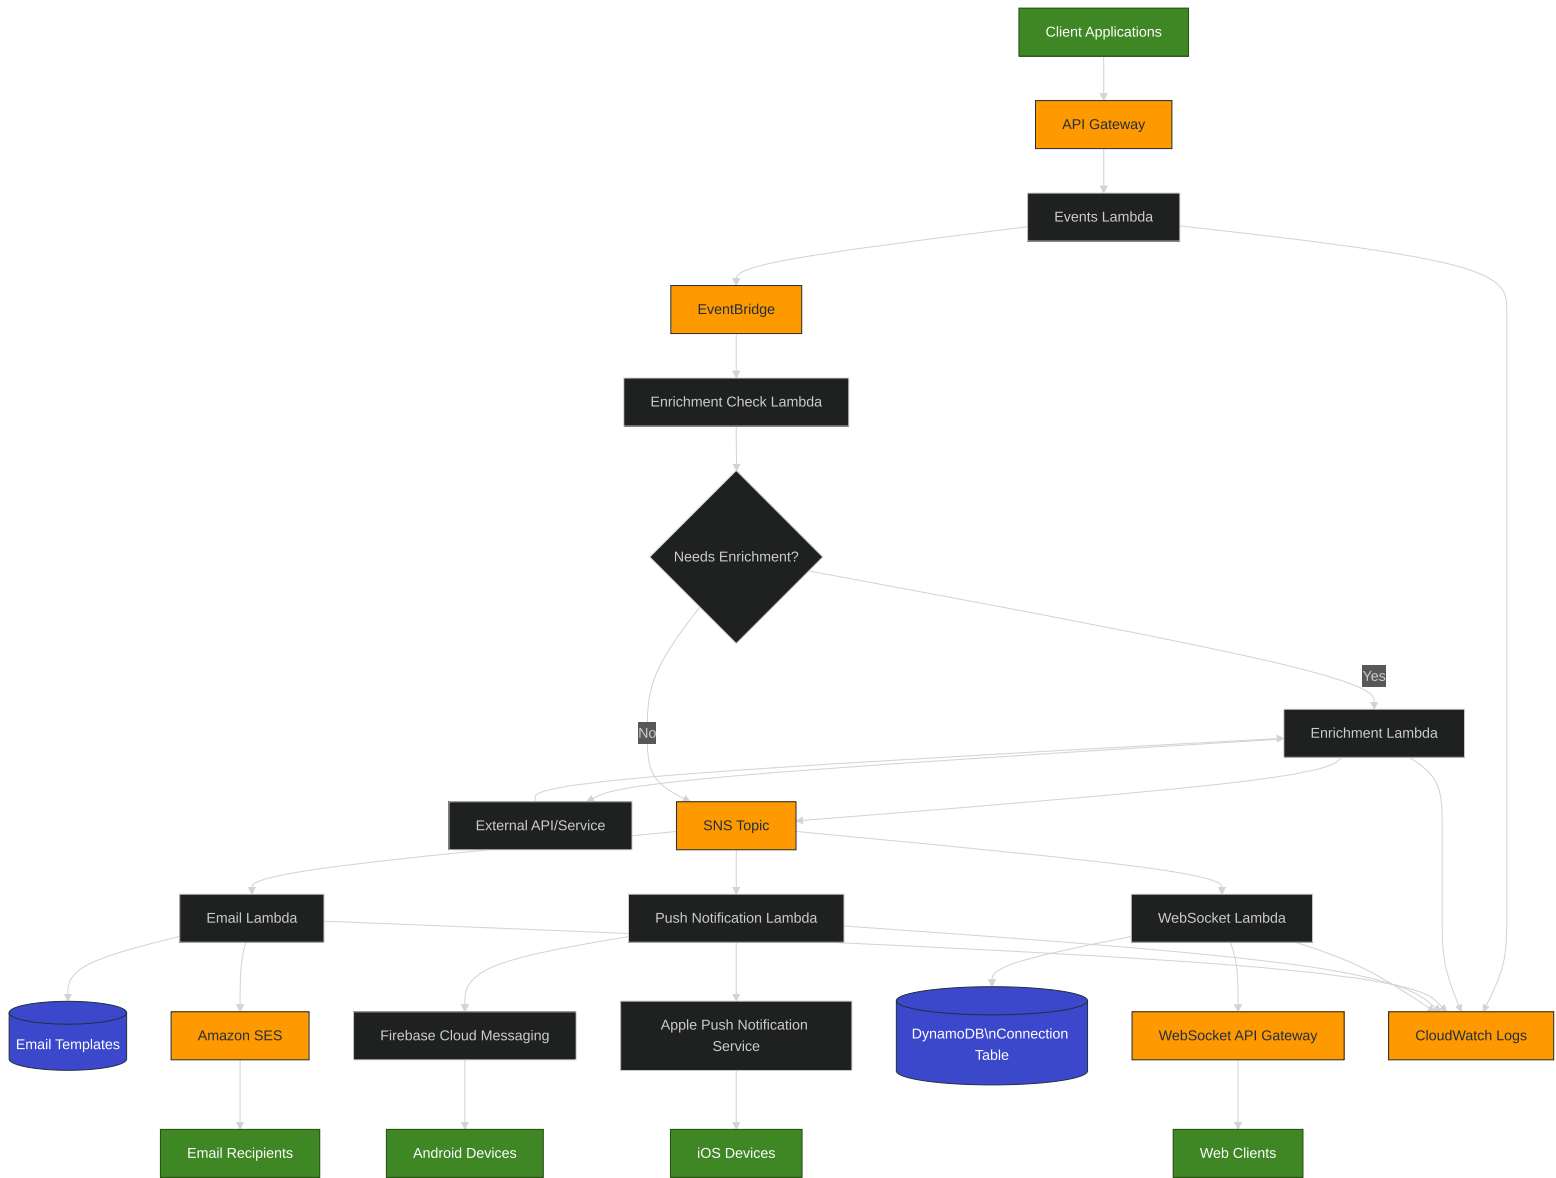 Client Applications
API Gateway
Events Lambda
EventBridge
Enrichment Check Lambda
Needs Enrichment?
Yes
No
Enrichment Lambda
External API/Service
SNS Topic
Email Lambda
Push Notification Lambda
WebSocket Lambda
Email Templates
Amazon SES
Firebase Cloud Messaging
Apple Push Notification
Service
DynamoDB\nConnection
Table
WebSocket API Gateway
CloudWatch Logs
Email Recipients
Android Devices
iOS Devices
Web Clients